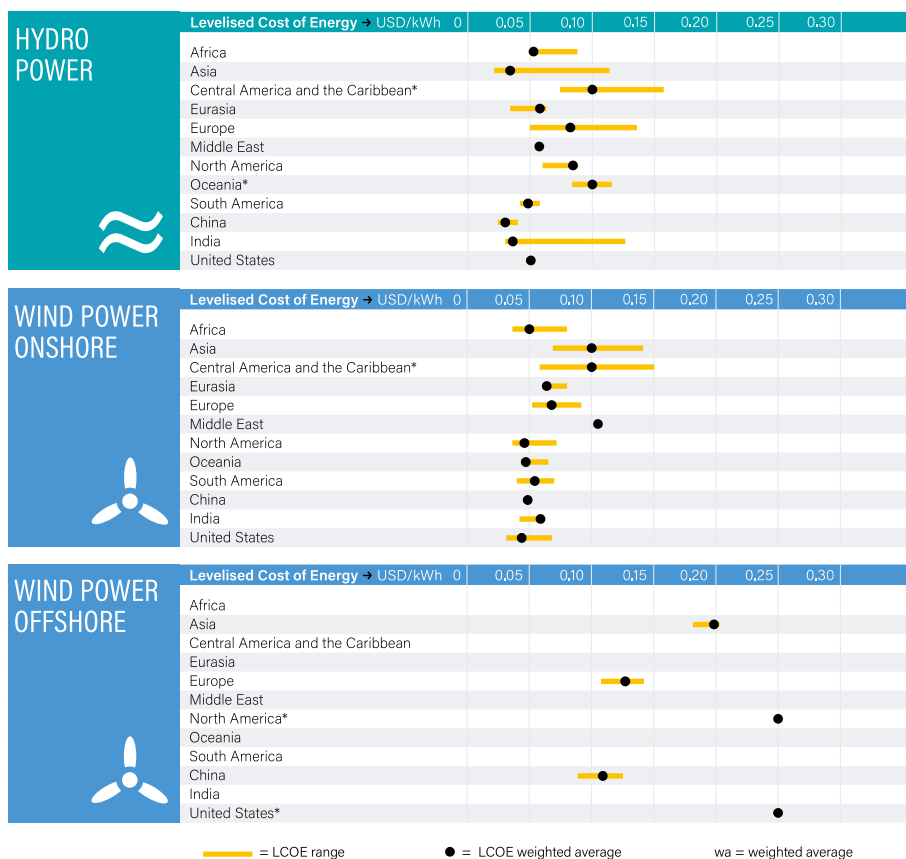 HYDRO
POWER
Levelised Cost of Energy → USD/kWh 0 0.05 0.10 0.15 0.20 0.25 0.30
Africa
Asia
Central America and the Caribbean*
Eurasia
Europe
Middle East
North America
Oceania*
South America
China
India
United States
WIND POWER
ONSHORE
Levelised Cost of Energy → USD/kWh 0 0.05 0.10 0.15 0.20 0.25 0.30
Africa
Asia
Central America and the Caribbean*
Eurasia
Europe
Middle East
North America
Oceania
South America
China
India
United States
WIND POWER
OFFSHORE
Levelised Cost of Energy → USD/kWh 0 0.05 0.10 0.15 0.20 0.25 0.30
Africa
Asia
Central America and the Caribbean
Eurasia
Europe
Middle East
North America*
Oceania
South America
China
India
United States*
= LCOE range = LCOE weighted average wa = weighted average